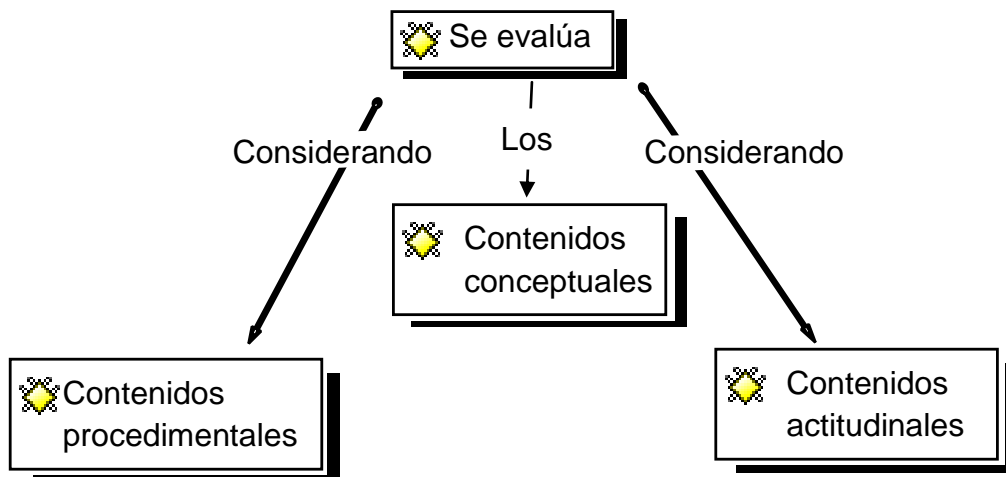 Se evalúa
Considerando
Los
Considerando
Contenidos
conceptuales
Contenidos
procedimentales
Contenidos
actitudinales